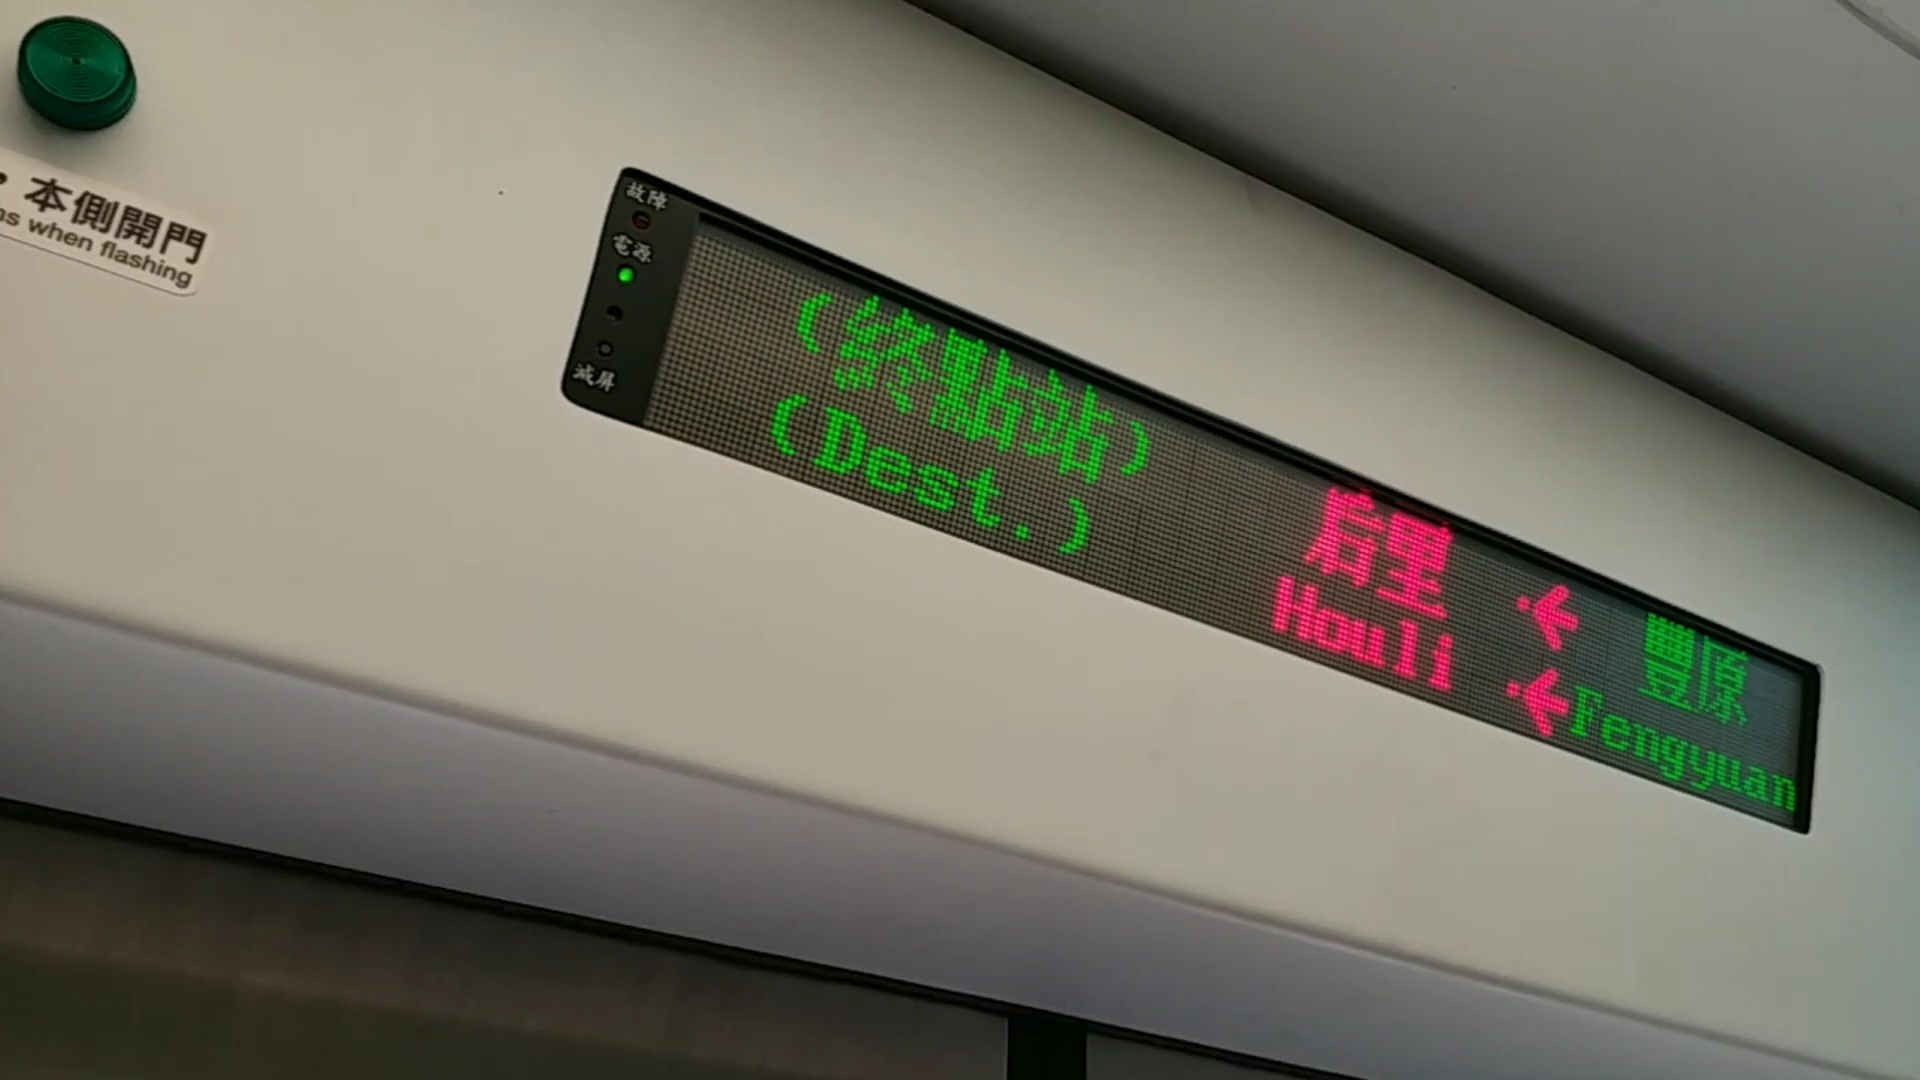 ・本側開門
ns when flashing
故障
電源
滅屏
(終點站) 后里 ← 豐原
(Dest.) Houli ← Fengyuan